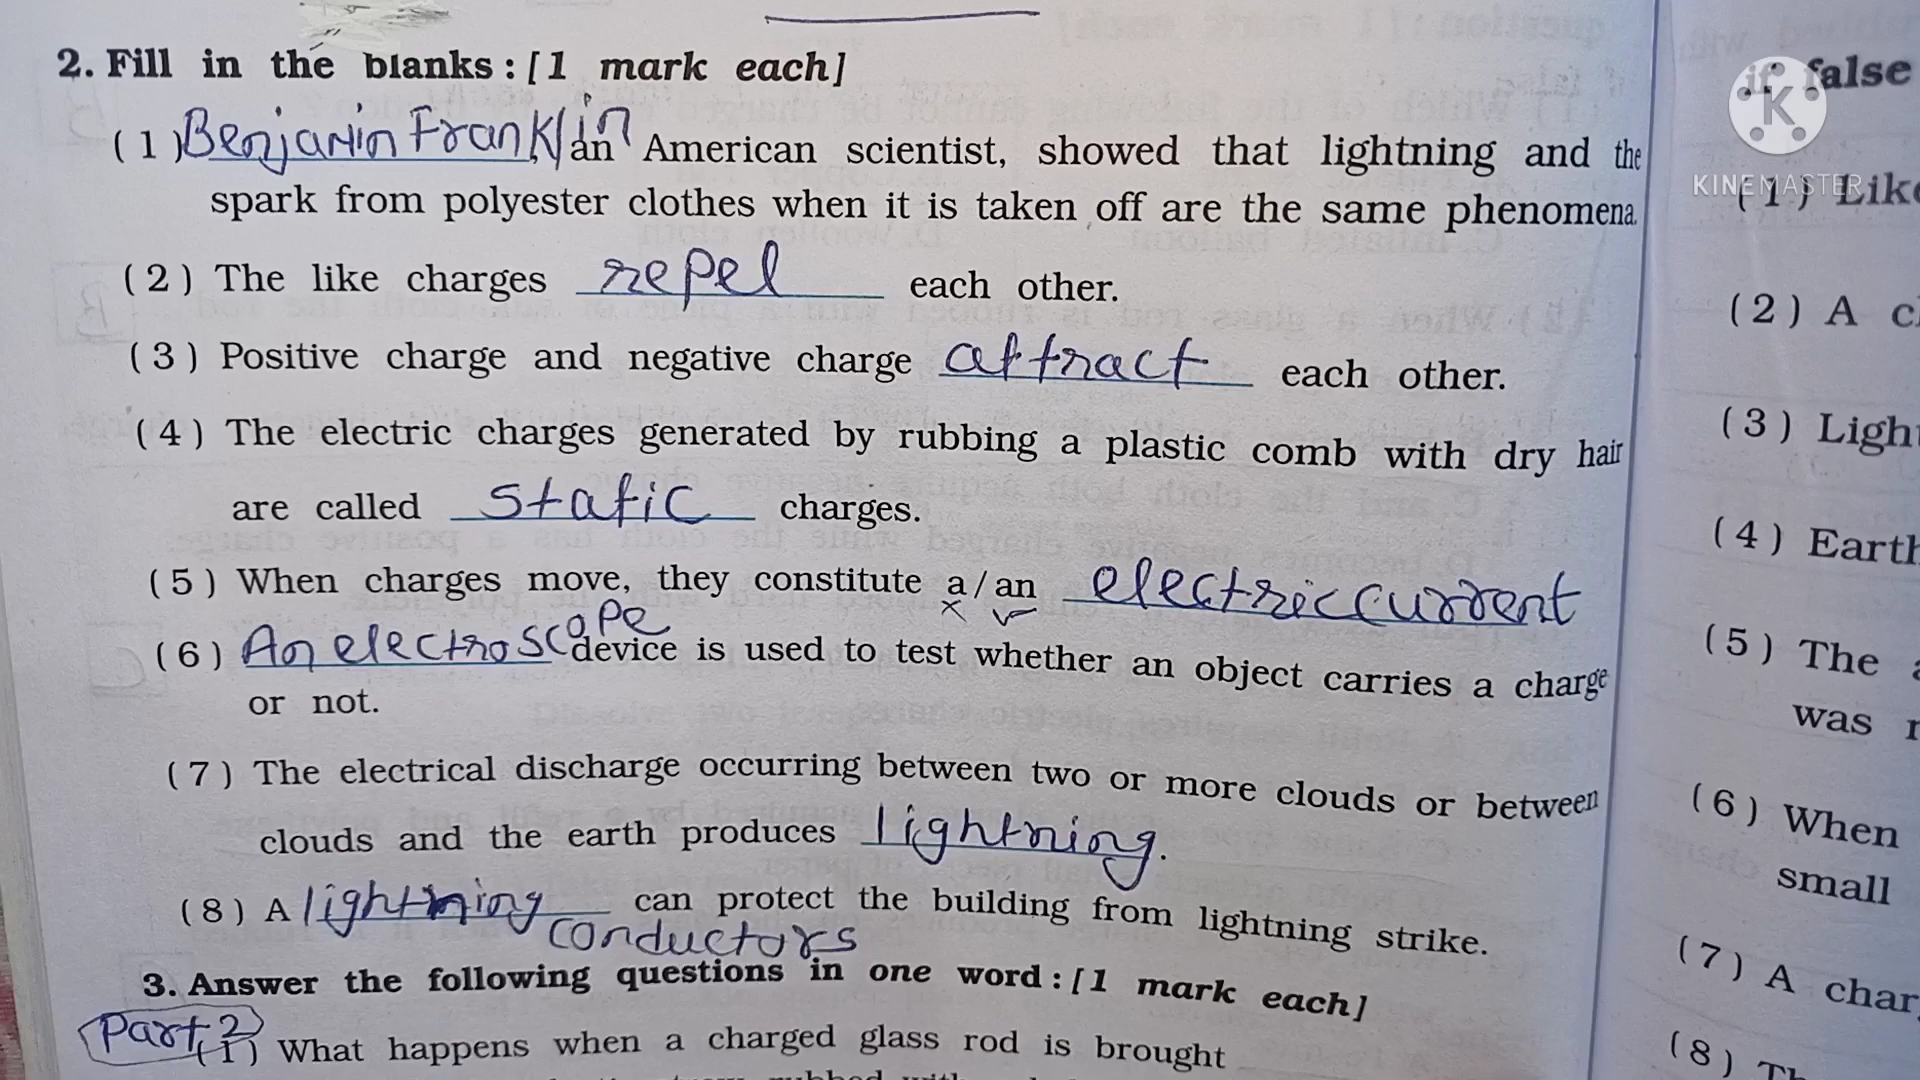 2. Fill in the blanks : [1 mark each]
(1) Benjamin Franklin, an American scientist, showed that lightning and the
spark from polyester clothes when it is taken off are the same phenomena.
(2) The like charges repel each other.
(3) Positive charge and negative charge attract each other.
(4) The electric charges generated by rubbing a plastic comb with dry hair
are called static charges.
(5) When charges move, they constitute a/an electric current
(6) An electroscope device is used to test whether an object carries a charge
or not.
(7) The electrical discharge occurring between two or more clouds or between
clouds and the earth produces lightning.
(8) A lightning can protect the building from lightning strike.
conductors
3. Answer the following questions in one word : [1 mark each]
Part 2
(1) What happens when a charged glass rod is brought
if false
K
KINEMASTER
(1) Like
(2) A
(3) Light
(4) Earth
(5) The
was
(6) When
small
(7) A char
(8) Th